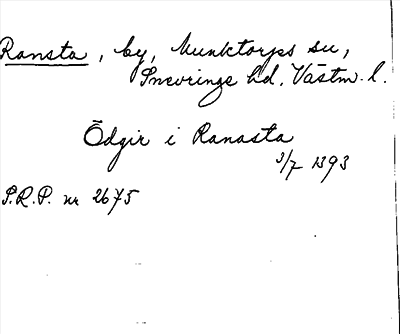 Ransta, by, Munktorps sn,
Snevringe hd, Västm. l.
Ödgir i Ranasta
3/7 1393
S.R.P. nr 2675